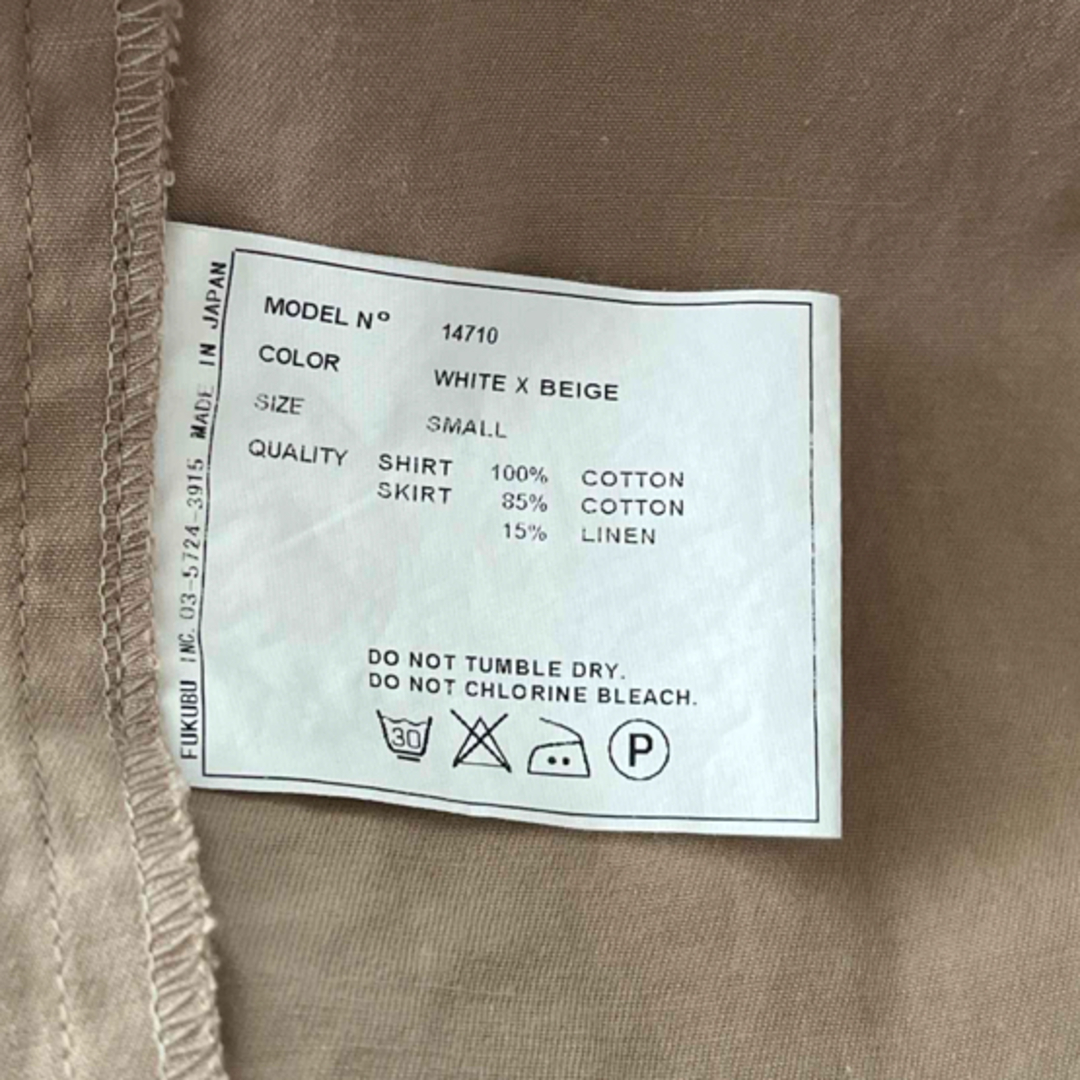 MODEL Nº 14710
COLOR WHITE X BEIGE
SIZE SMALL
QUALITY SHIRT 100% COTTON
SKIRT 85% COTTON
15% LINEN
DO NOT TUMBLE DRY.
DO NOT CHLORINE BLEACH.
30 P
FUKUBU INC. 03-5724-3915 MADE IN JAPAN